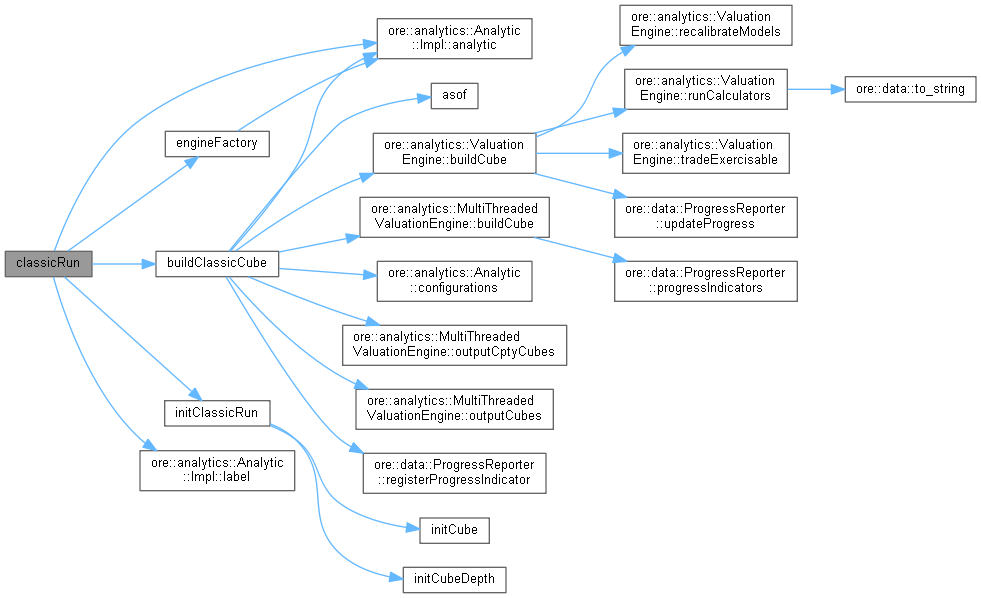 classicRun
engineFactory
buildClassicCube
initClassicRun
ore::analytics::Analytic
::Impl::label
ore::analytics::Analytic
::Impl::analytic
asof
ore::analytics::Valuation
Engine::buildCube
ore::analytics::MultiThreaded
ValuationEngine::buildCube
ore::analytics::Analytic
::configurations
ore::analytics::MultiThreaded
ValuationEngine::outputCptyCubes
ore::analytics::MultiThreaded
ValuationEngine::outputCubes
ore::data::ProgressReporter
::registerProgressIndicator
initCube
initCubeDepth
ore::analytics::Valuation
Engine::recalibrateModels
ore::analytics::Valuation
Engine::runCalculators
ore::analytics::Valuation
Engine::tradeExercisable
ore::data::ProgressReporter
::updateProgress
ore::data::ProgressReporter
::progressIndicators
ore::data::to_string